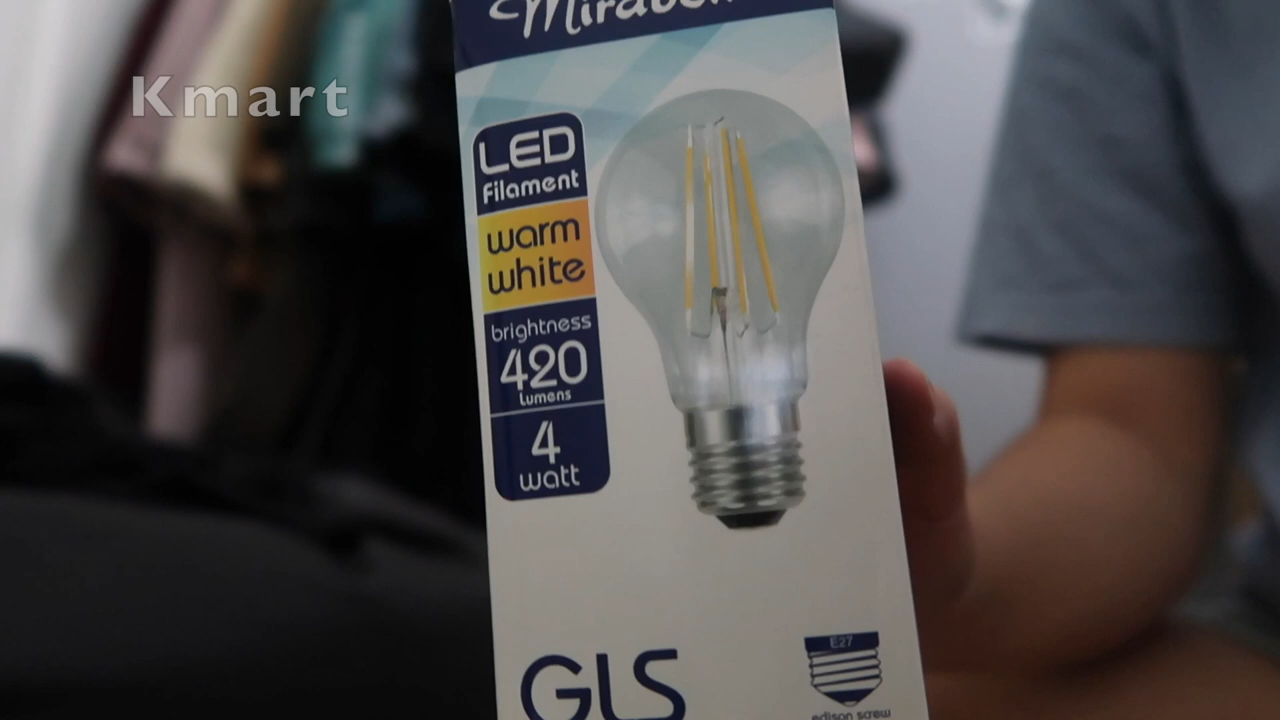 Kmart
LED
Filament
warm
white
brightness
420
Lumens
4
watt
GLS
E27
edison screw